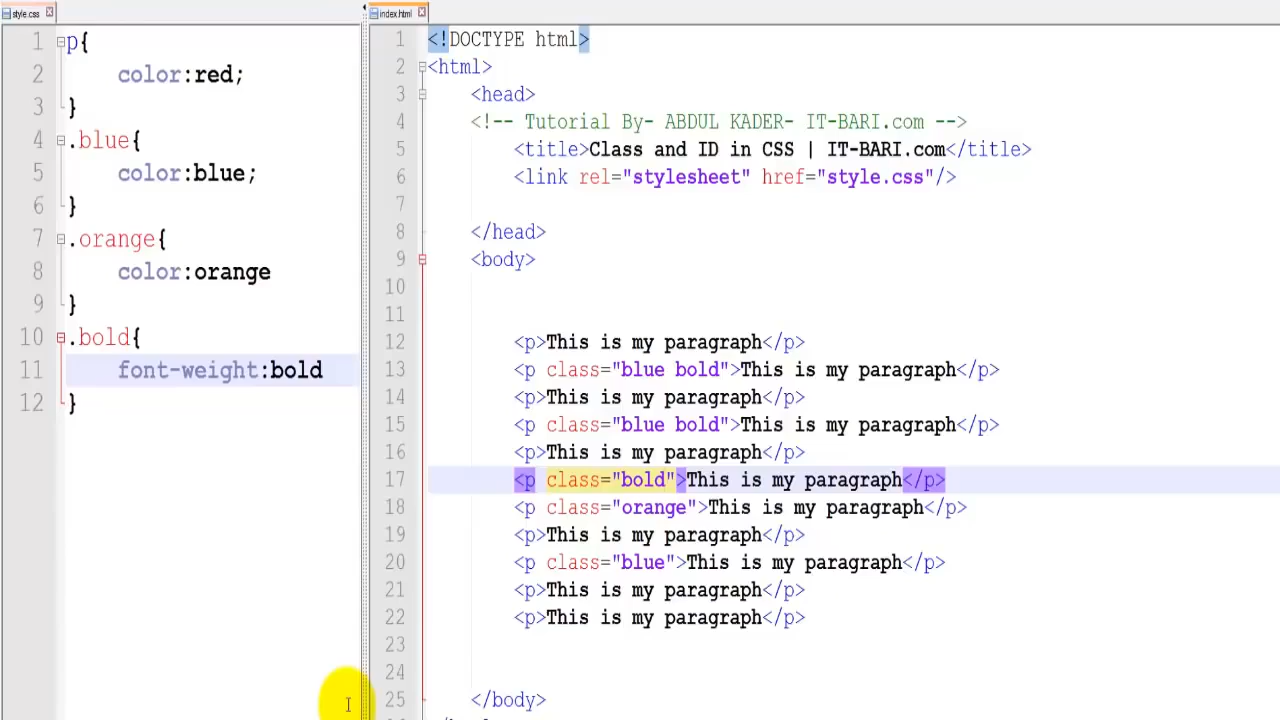 style.css
1 p{
2 color:red;
3 }
4 .blue{
5 color:blue;
6 }
7 .orange{
8 color:orange
9 }
10 .bold{
11 font-weight:bold
12 }
index.html
1 <!DOCTYPE html>
2 <html>
3 <head>
4 <!-- Tutorial By- ABDUL KADER- IT-BARI.com -->
5 <title>Class and ID in CSS | IT-BARI.com</title>
6 <link rel="stylesheet" href="style.css"/>
7
8 </head>
9 <body>
10
11
12 <p>This is my paragraph</p>
13 <p class="blue bold">This is my paragraph</p>
14 <p>This is my paragraph</p>
15 <p class="blue bold">This is my paragraph</p>
16 <p>This is my paragraph</p>
17 <p class="bold">This is my paragraph</p>
18 <p class="orange">This is my paragraph</p>
19 <p>This is my paragraph</p>
20 <p class="blue">This is my paragraph</p>
21 <p>This is my paragraph</p>
22 <p>This is my paragraph</p>
23
24
25 </body>